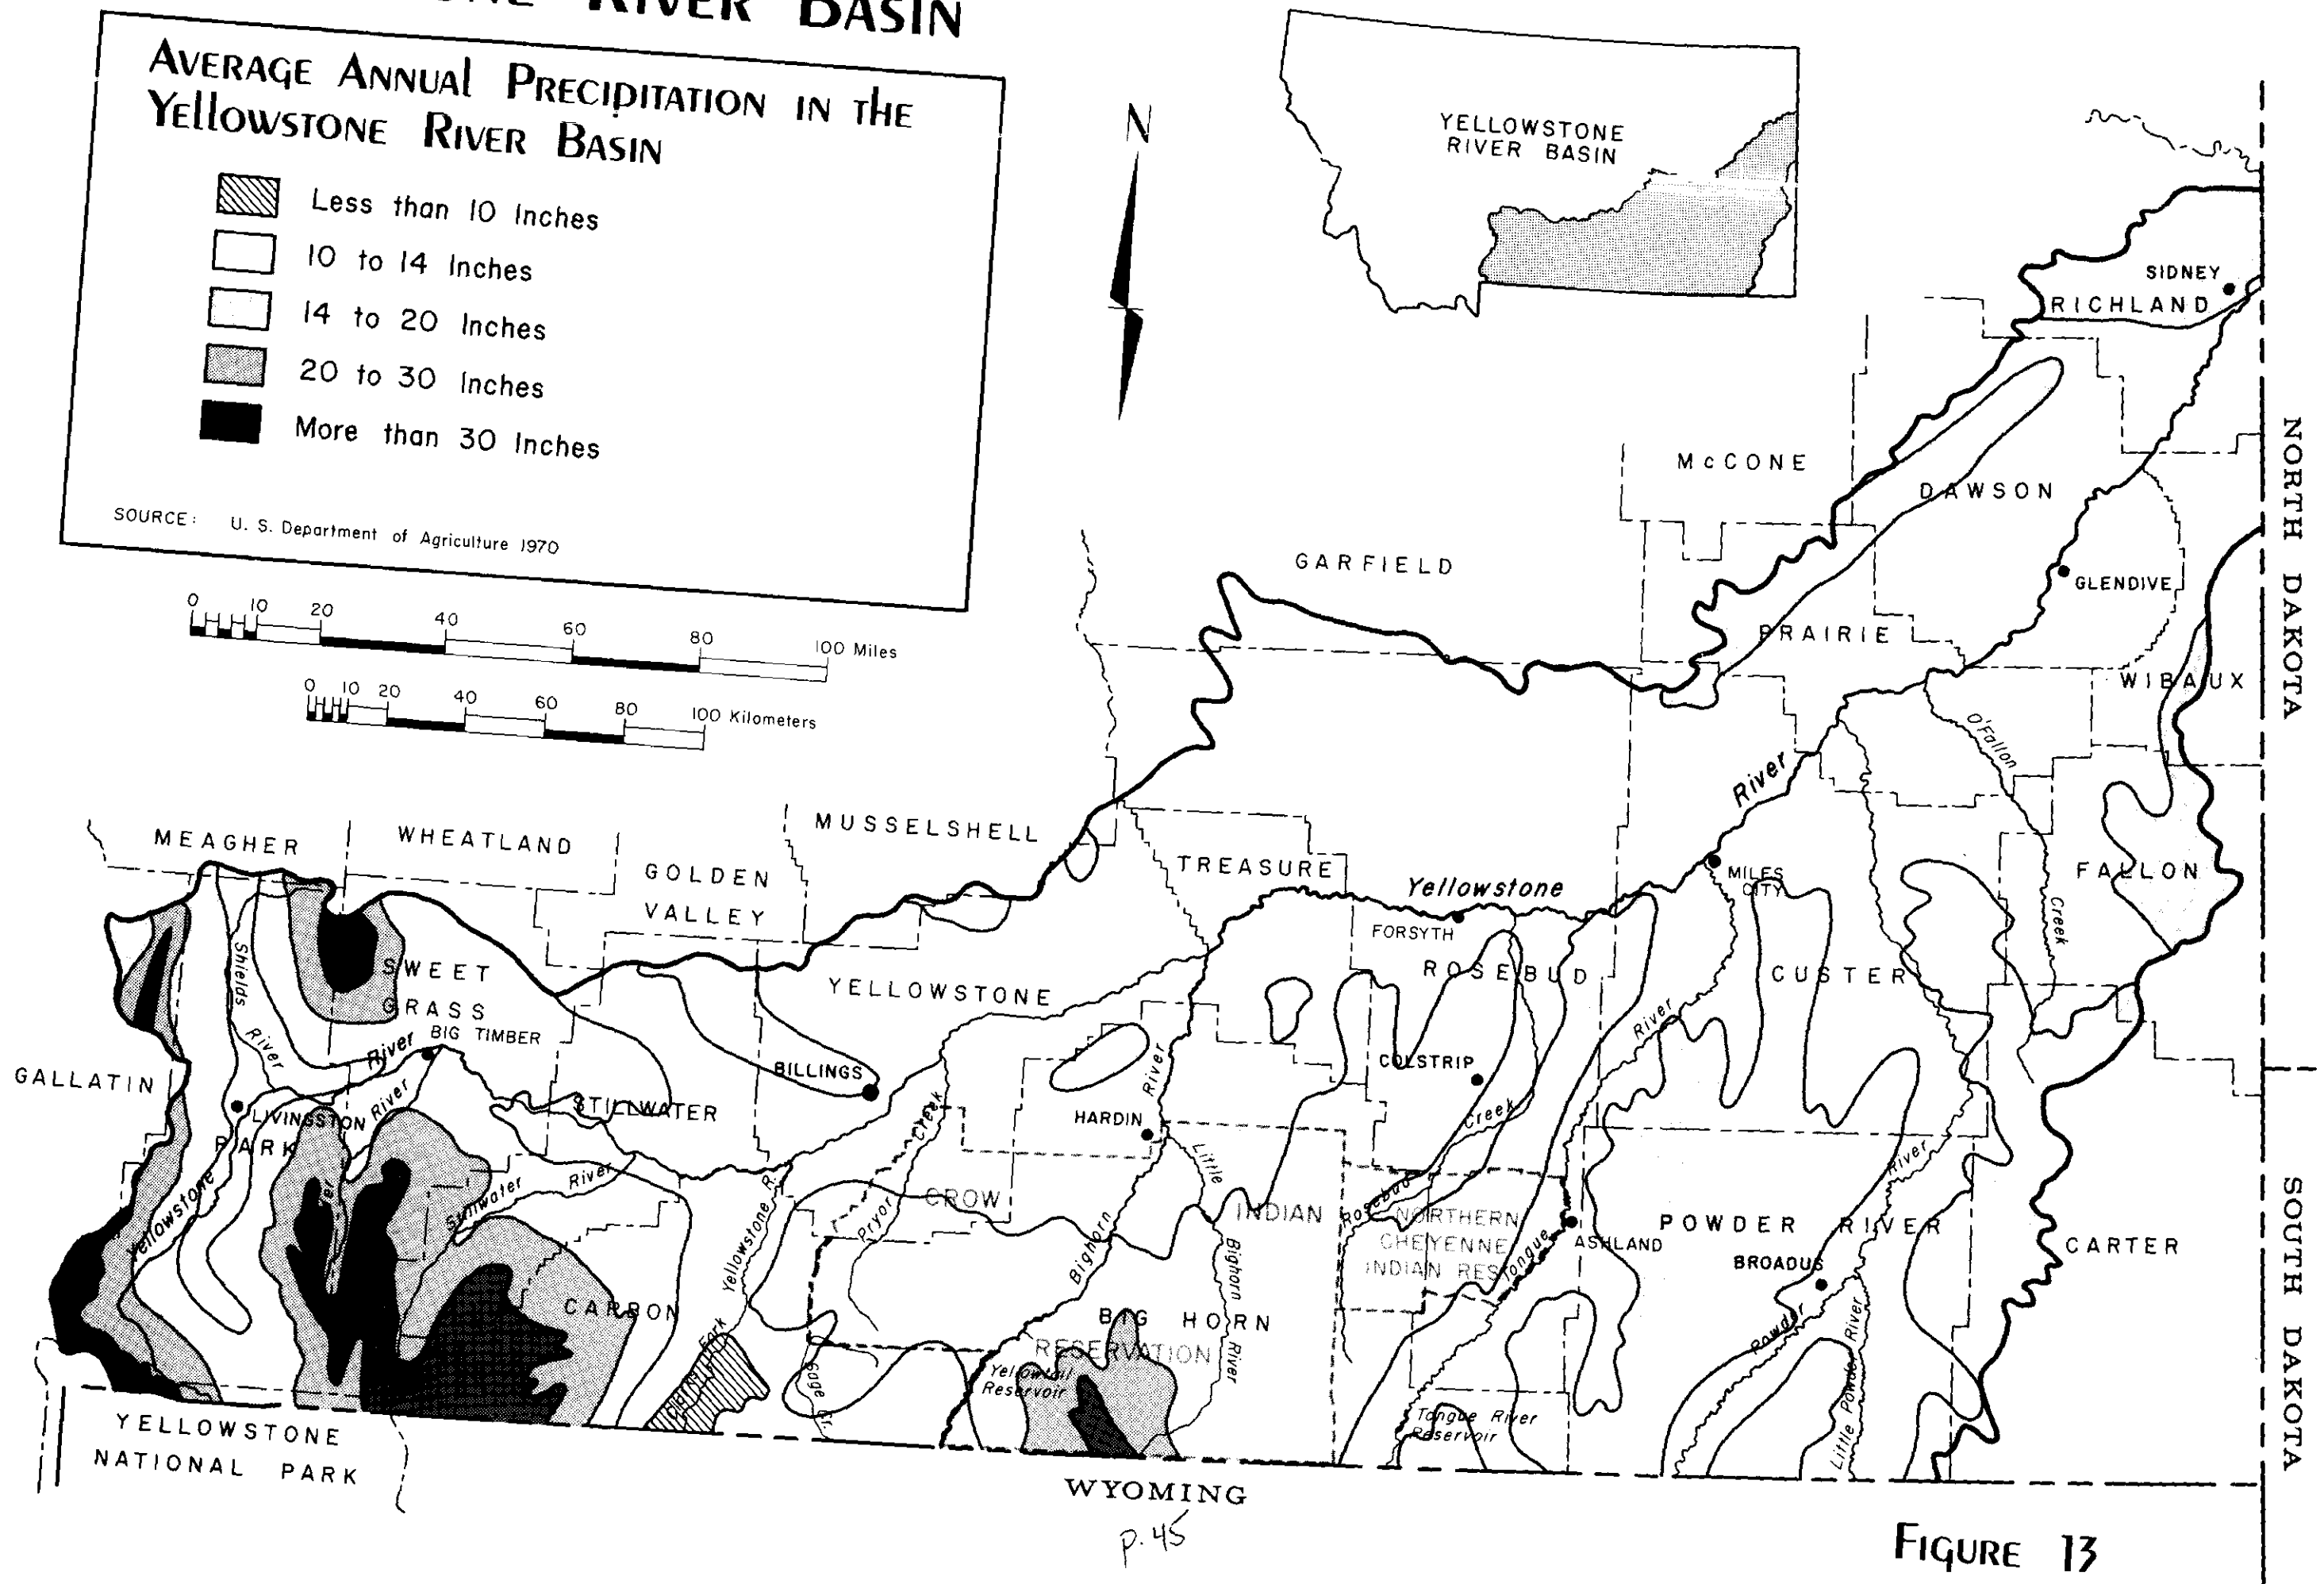 RIVER BASIN
AVERAGE ANNUAL PRECIPITATION IN THE
YELLOWSTONE RIVER BASIN
Less than 10 Inches
10 to 14 Inches
14 to 20 Inches
20 to 30 Inches
More than 30 Inches
SOURCE: U. S. Department of Agriculture 1970
0 10 20 40 60 80 100 Miles
0 10 20 40 60 80 100 Kilometers
N
YELLOWSTONE
RIVER BASIN
SIDNEY
RICHLAND
NORTH DAKOTA
McCONE
DAWSON
GARFIELD
GLENDIVE
PRAIRIE
WIBAUX
O'Fallon
Creek
River
MEAGHER
WHEATLAND
GOLDEN
VALLEY
MUSSELSHELL
TREASURE
Yellowstone
MILES
CITY
FALLON
FORSYTH
ROSEBUD
CUSTER
Shields
River
SWEET
GRASS
YELLOWSTONE
River
BIG TIMBER
River
GALLATIN
BILLINGS
COLSTRIP
River
LIVINGSTON
River
STILLWATER
Creek
HARDIN
Creek
PARK
Yellowstone
Stillwater River
Yellowstone R.
Fork
Pryor
CROW
Little
Bighorn
River
INDIAN
Rosebud
NORTHERN
CHEYENNE
INDIAN RES
Tongue
ASHLAND
POWDER RIVER
River
BROADUS
CARTER
SOUTH DAKOTA
CARBON
Bighorn
BIG HORN
RESERVATION
Yellowtail
Reservoir
Sage Cr.
Powder
Little Powder River
Tongue River
Reservoir
YELLOWSTONE
NATIONAL PARK
WYOMING
p. 45
FIGURE 13